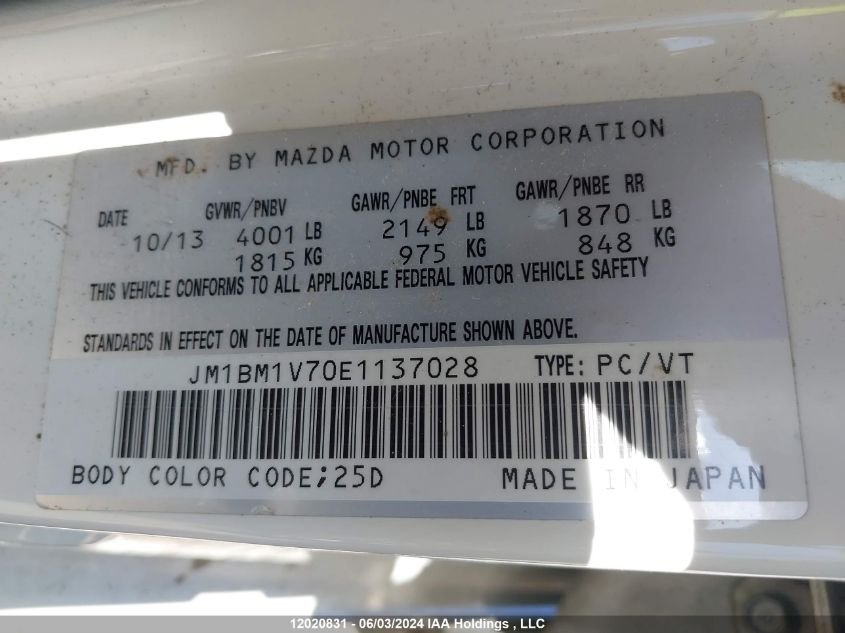 MFD. BY MAZDA MOTOR CORPORATION
DATE GVWR/PNBV GAWR/PNBE FRT GAWR/PNBE RR
10/13 4001 LB 2149 LB 1870 LB
1815 KG 975 KG 848 KG
THIS VEHICLE CONFORMS TO ALL APPLICABLE FEDERAL MOTOR VEHICLE SAFETY
STANDARDS IN EFFECT ON THE DATE OF MANUFACTURE SHOWN ABOVE.
JM1BM1V70E1137028 TYPE: PC/VT
BODY COLOR CODE;25D MADE IN JAPAN
12020831 - 06/03/2024 IAA Holdings, LLC